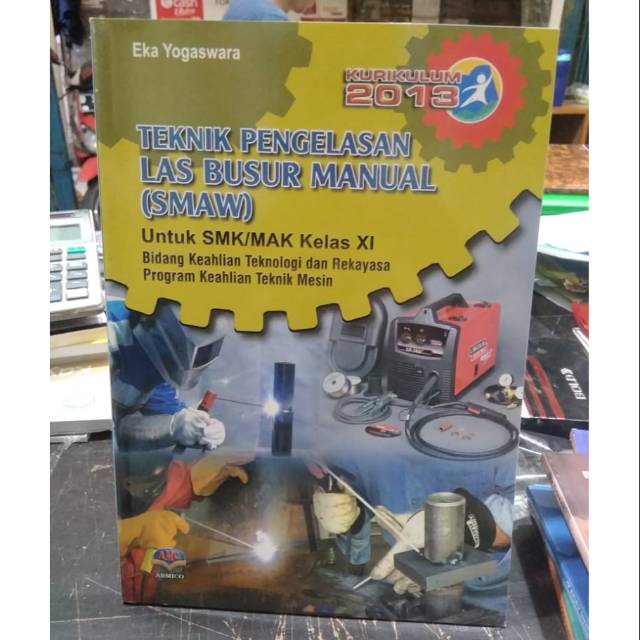 Eka Yogaswara
KURIKULUM
2013
TEKNIK PENGELASAN
LAS BUSUR MANUAL
(SMAW)
Untuk SMK/MAK Kelas XI
Bidang Keahlian Teknologi dan Rekayasa
Program Keahlian Teknik Mesin
ARMICO